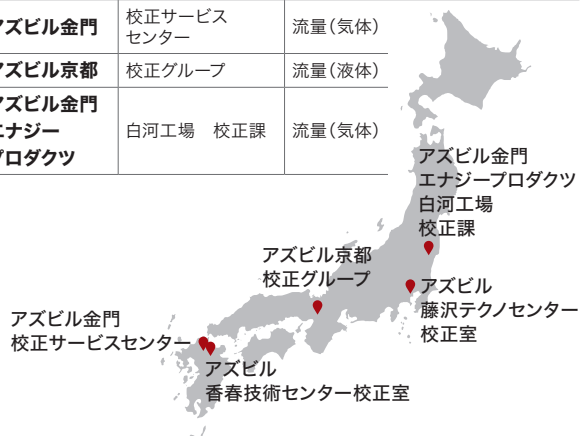 アズビル金門
校正サービス
センター
流量（気体）
アズビル京都
校正グループ
流量（液体）
アズビル金門
エナジー
プロダクツ
白河工場　校正課
流量（気体）
アズビル金門
エナジープロダクツ
白河工場
校正課
アズビル京都
校正グループ
アズビル
藤沢テクノセンター
校正室
アズビル金門
校正サービスセンター
アズビル
香春技術センター校正室